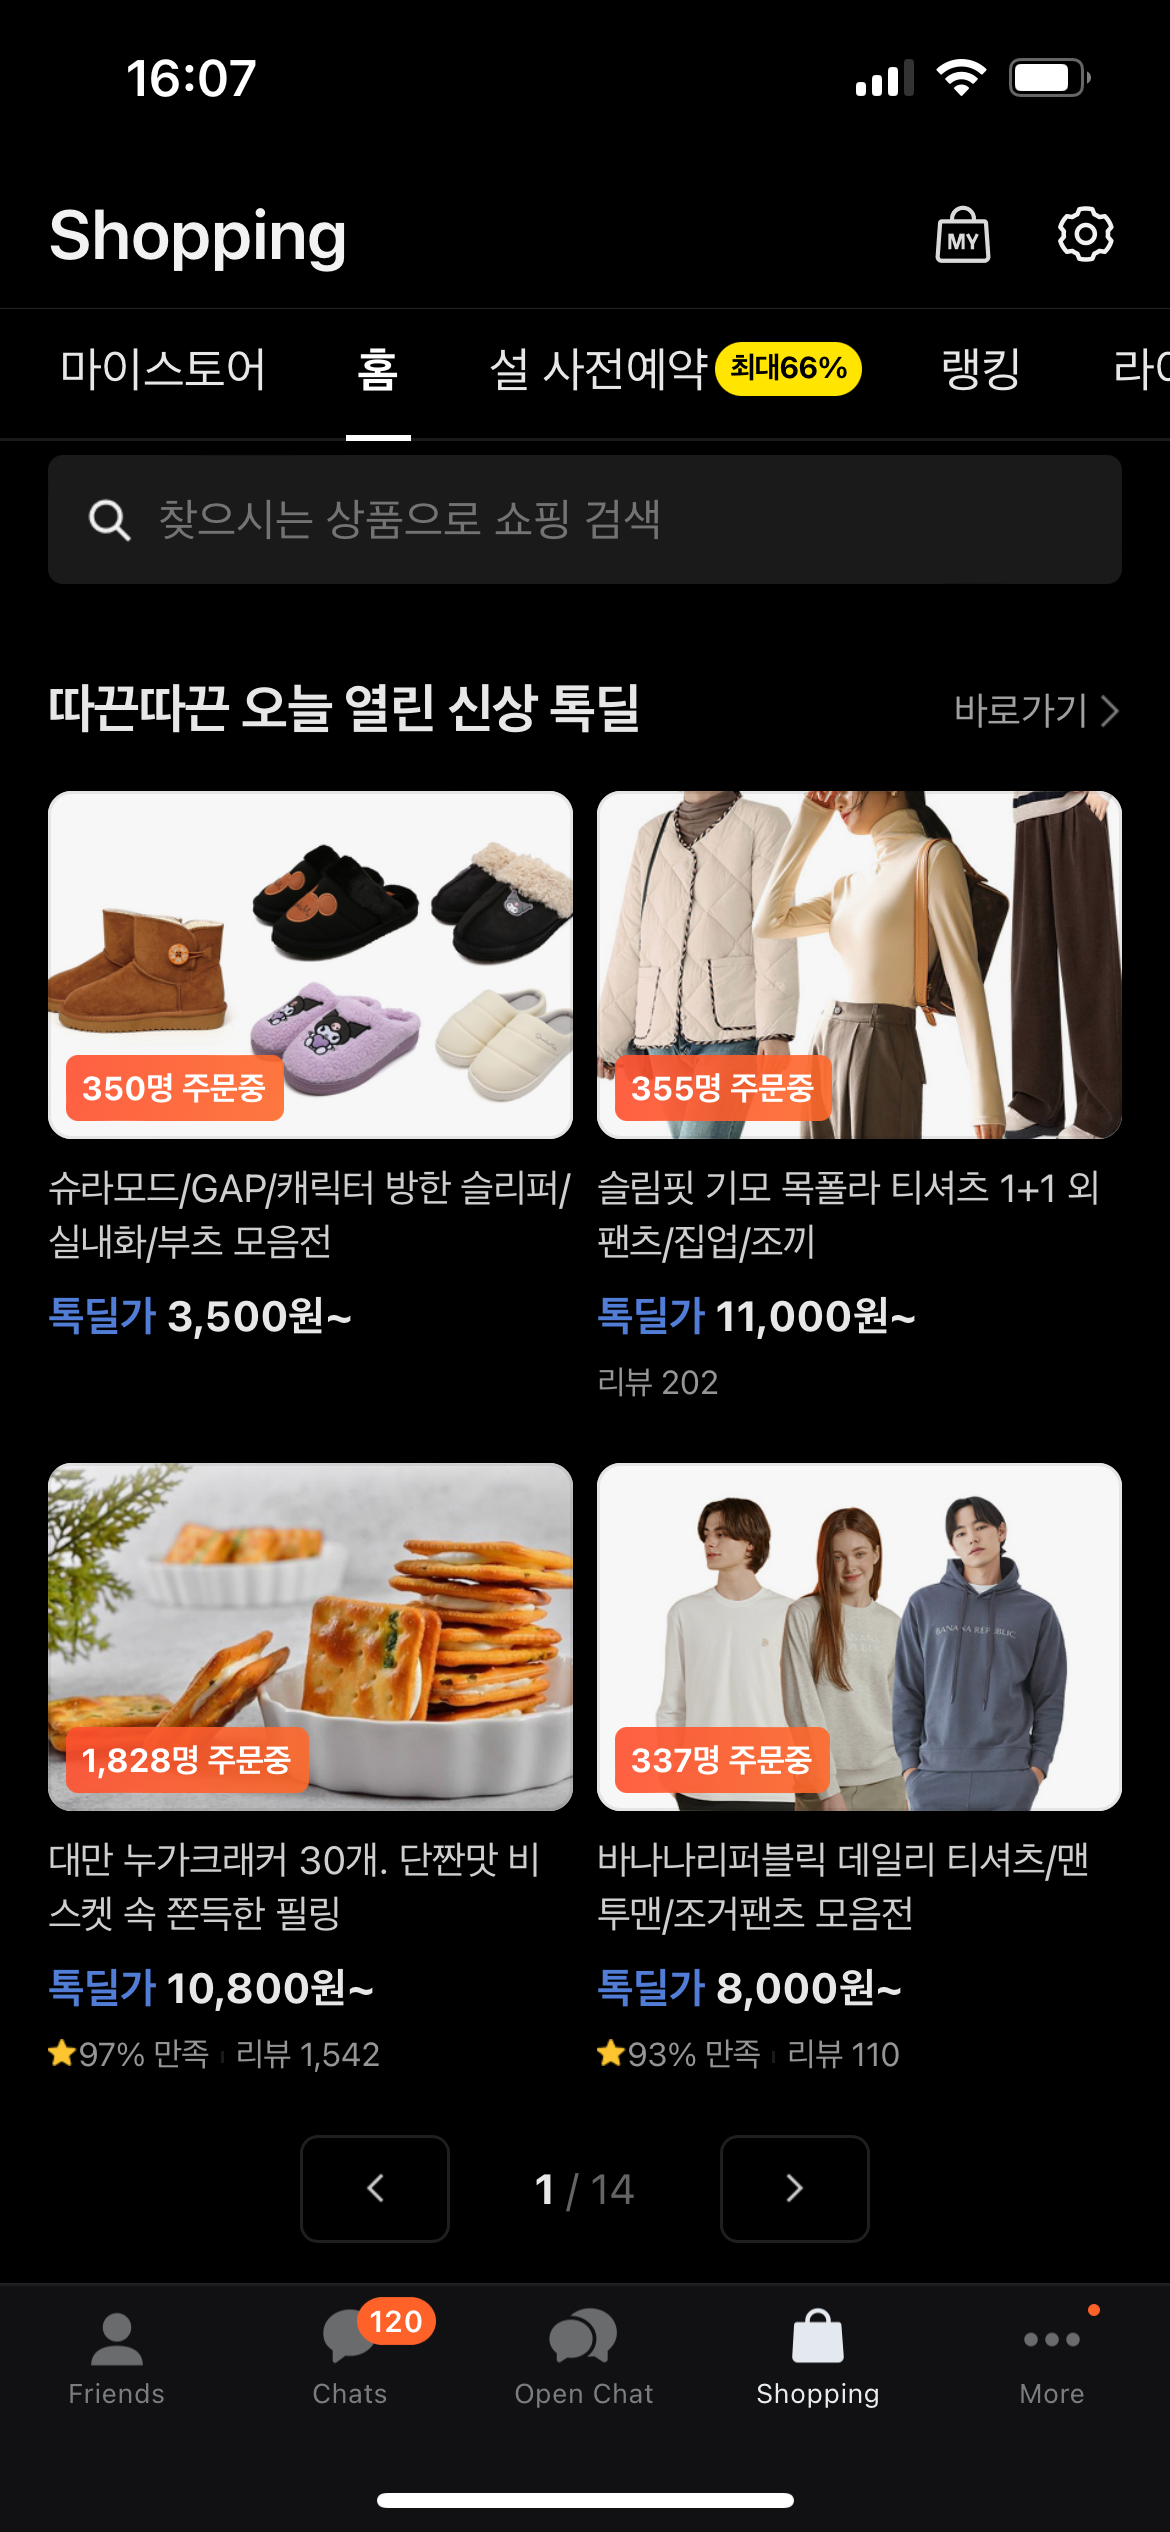 16:07
Shopping
MY
마이스토어 홈 설 사전예약 최대66% 랭킹
찾으시는 상품으로 쇼핑 검색
따끈따끈 오늘 열린 신상 톡딜 바로가기
350명 주문중
355명 주문중
슈라모드/GAP/캐릭터 방한 슬리퍼/
실내화/부츠 모음전
톡딜가 3,500원~
슬림핏 기모 목폴라 티셔츠 1+1 외
팬츠/집업/조끼
톡딜가 11,000원~
리뷰 202
1,828명 주문중
BANANA REPUBLIC
337명 주문중
대만 누가크래커 30개. 단짠맛 비
스켓 속 쫀득한 필링
톡딜가 10,800원~
97% 만족 리뷰 1,542
바나나리퍼블릭 데일리 티셔츠/맨
투맨/조거팬츠 모음전
톡딜가 8,000원~
93% 만족 리뷰 110
1 / 14
120
Friends Chats Open Chat Shopping More